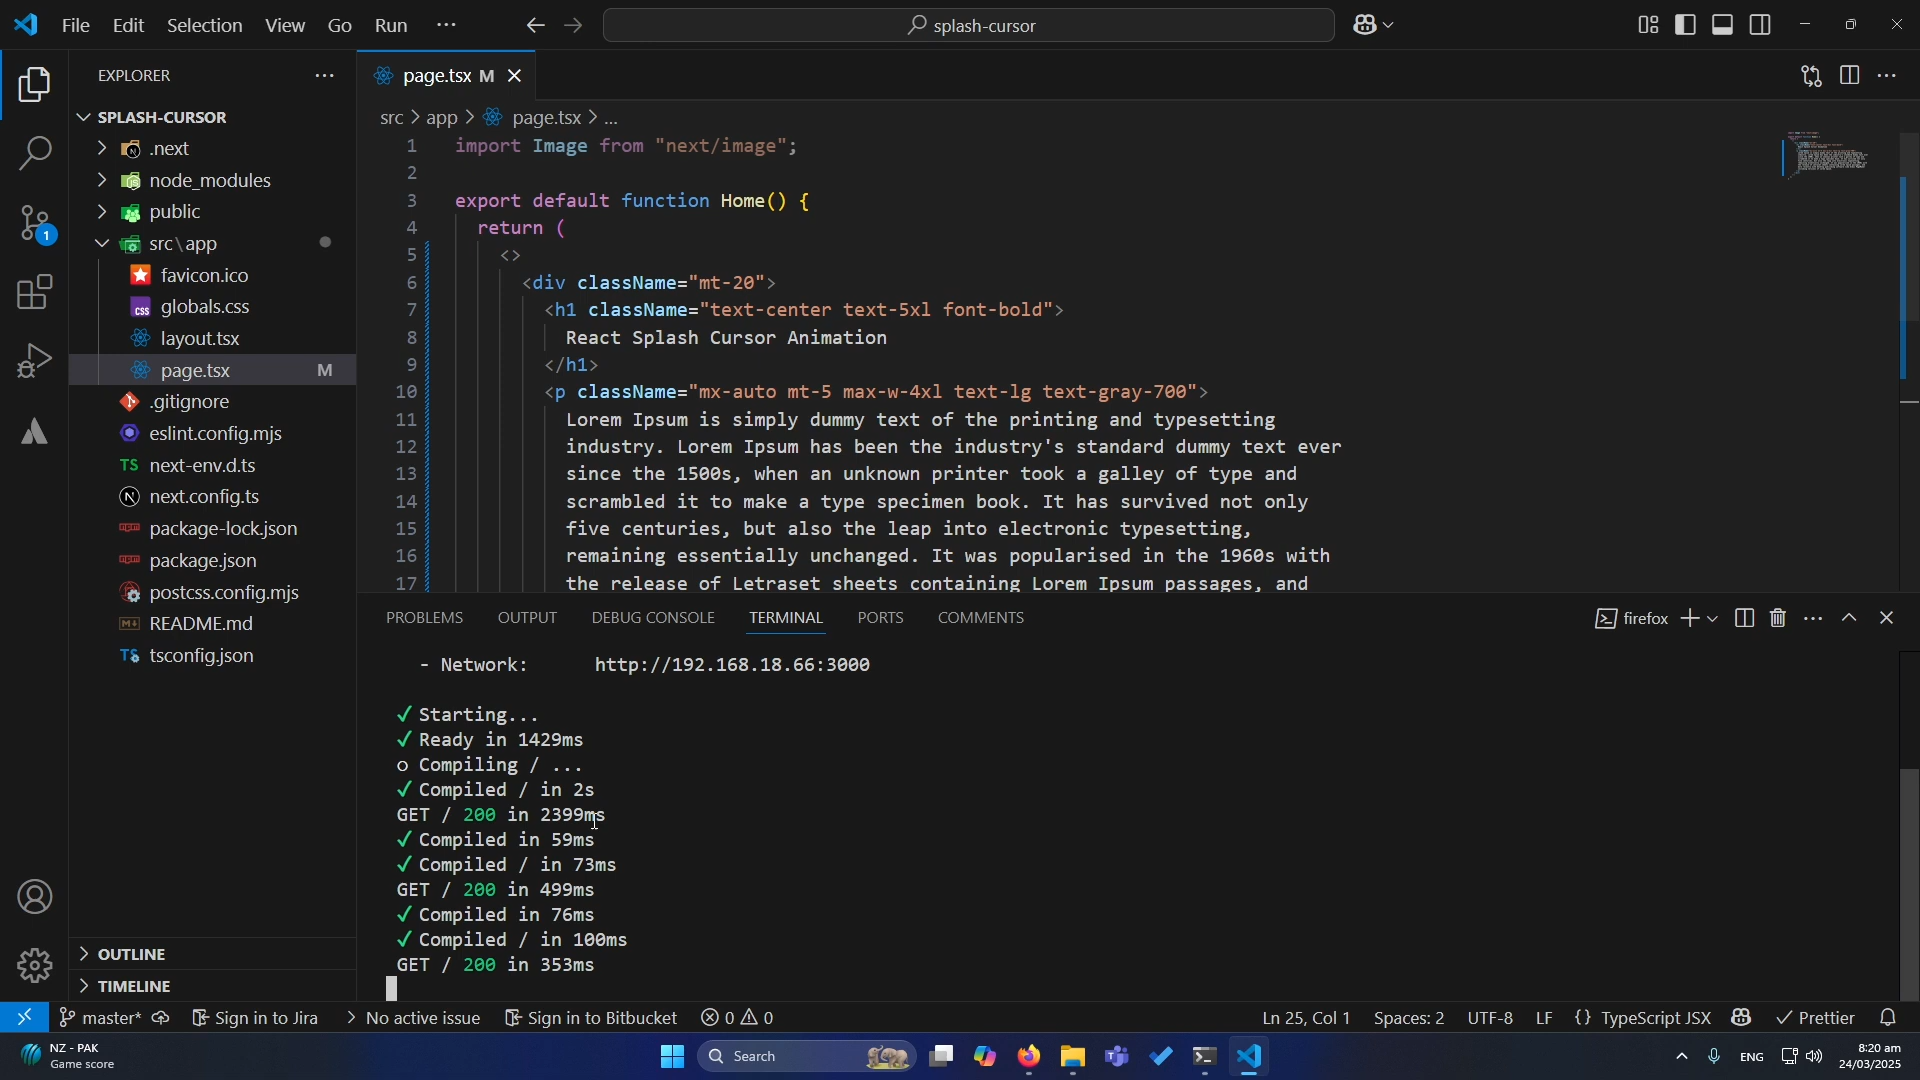 File Edit Selection View Go Run ···
splash-cursor
EXPLORER
SPLASH-CURSOR
.next
node_modules
public
src\app
favicon.ico
globals.css
layout.tsx
page.tsx M
.gitignore
eslint.config.mjs
TS next-env.d.ts
next.config.ts
package-lock.json
package.json
postcss.config.mjs
README.md
tsconfig.json
OUTLINE
TIMELINE
page.tsx M
src > app > page.tsx > ...
1 import Image from "next/image";
2
3 export default function Home() {
4 return (
5 <>
6 <div className="mt-20">
7 <h1 className="text-center text-5xl font-bold">
8 React Splash Cursor Animation
9 </h1>
10 <p className="mx-auto mt-5 max-w-4xl text-lg text-gray-700">
11 Lorem Ipsum is simply dummy text of the printing and typesetting
12 industry. Lorem Ipsum has been the industry's standard dummy text ever
13 since the 1500s, when an unknown printer took a galley of type and
14 scrambled it to make a type specimen book. It has survived not only
15 five centuries, but also the leap into electronic typesetting,
16 remaining essentially unchanged. It was popularised in the 1960s with
17 the release of Letraset sheets containing Lorem Ipsum passages, and
PROBLEMS OUTPUT DEBUG CONSOLE TERMINAL PORTS COMMENTS
firefox
- Network: http://192.168.18.66:3000
✓ Starting...
✓ Ready in 1429ms
o Compiling / ...
✓ Compiled / in 2s
GET / 200 in 2399ms
✓ Compiled in 59ms
✓ Compiled / in 73ms
GET / 200 in 499ms
✓ Compiled in 76ms
✓ Compiled / in 100ms
GET / 200 in 353ms
master* Sign in to Jira > No active issue Sign in to Bitbucket 0 0
Ln 25, Col 1 Spaces: 2 UTF-8 LF {} TypeScript JSX Prettier
NZ - PAK
Game score
Search
ENG
8:20 am
24/03/2025
1